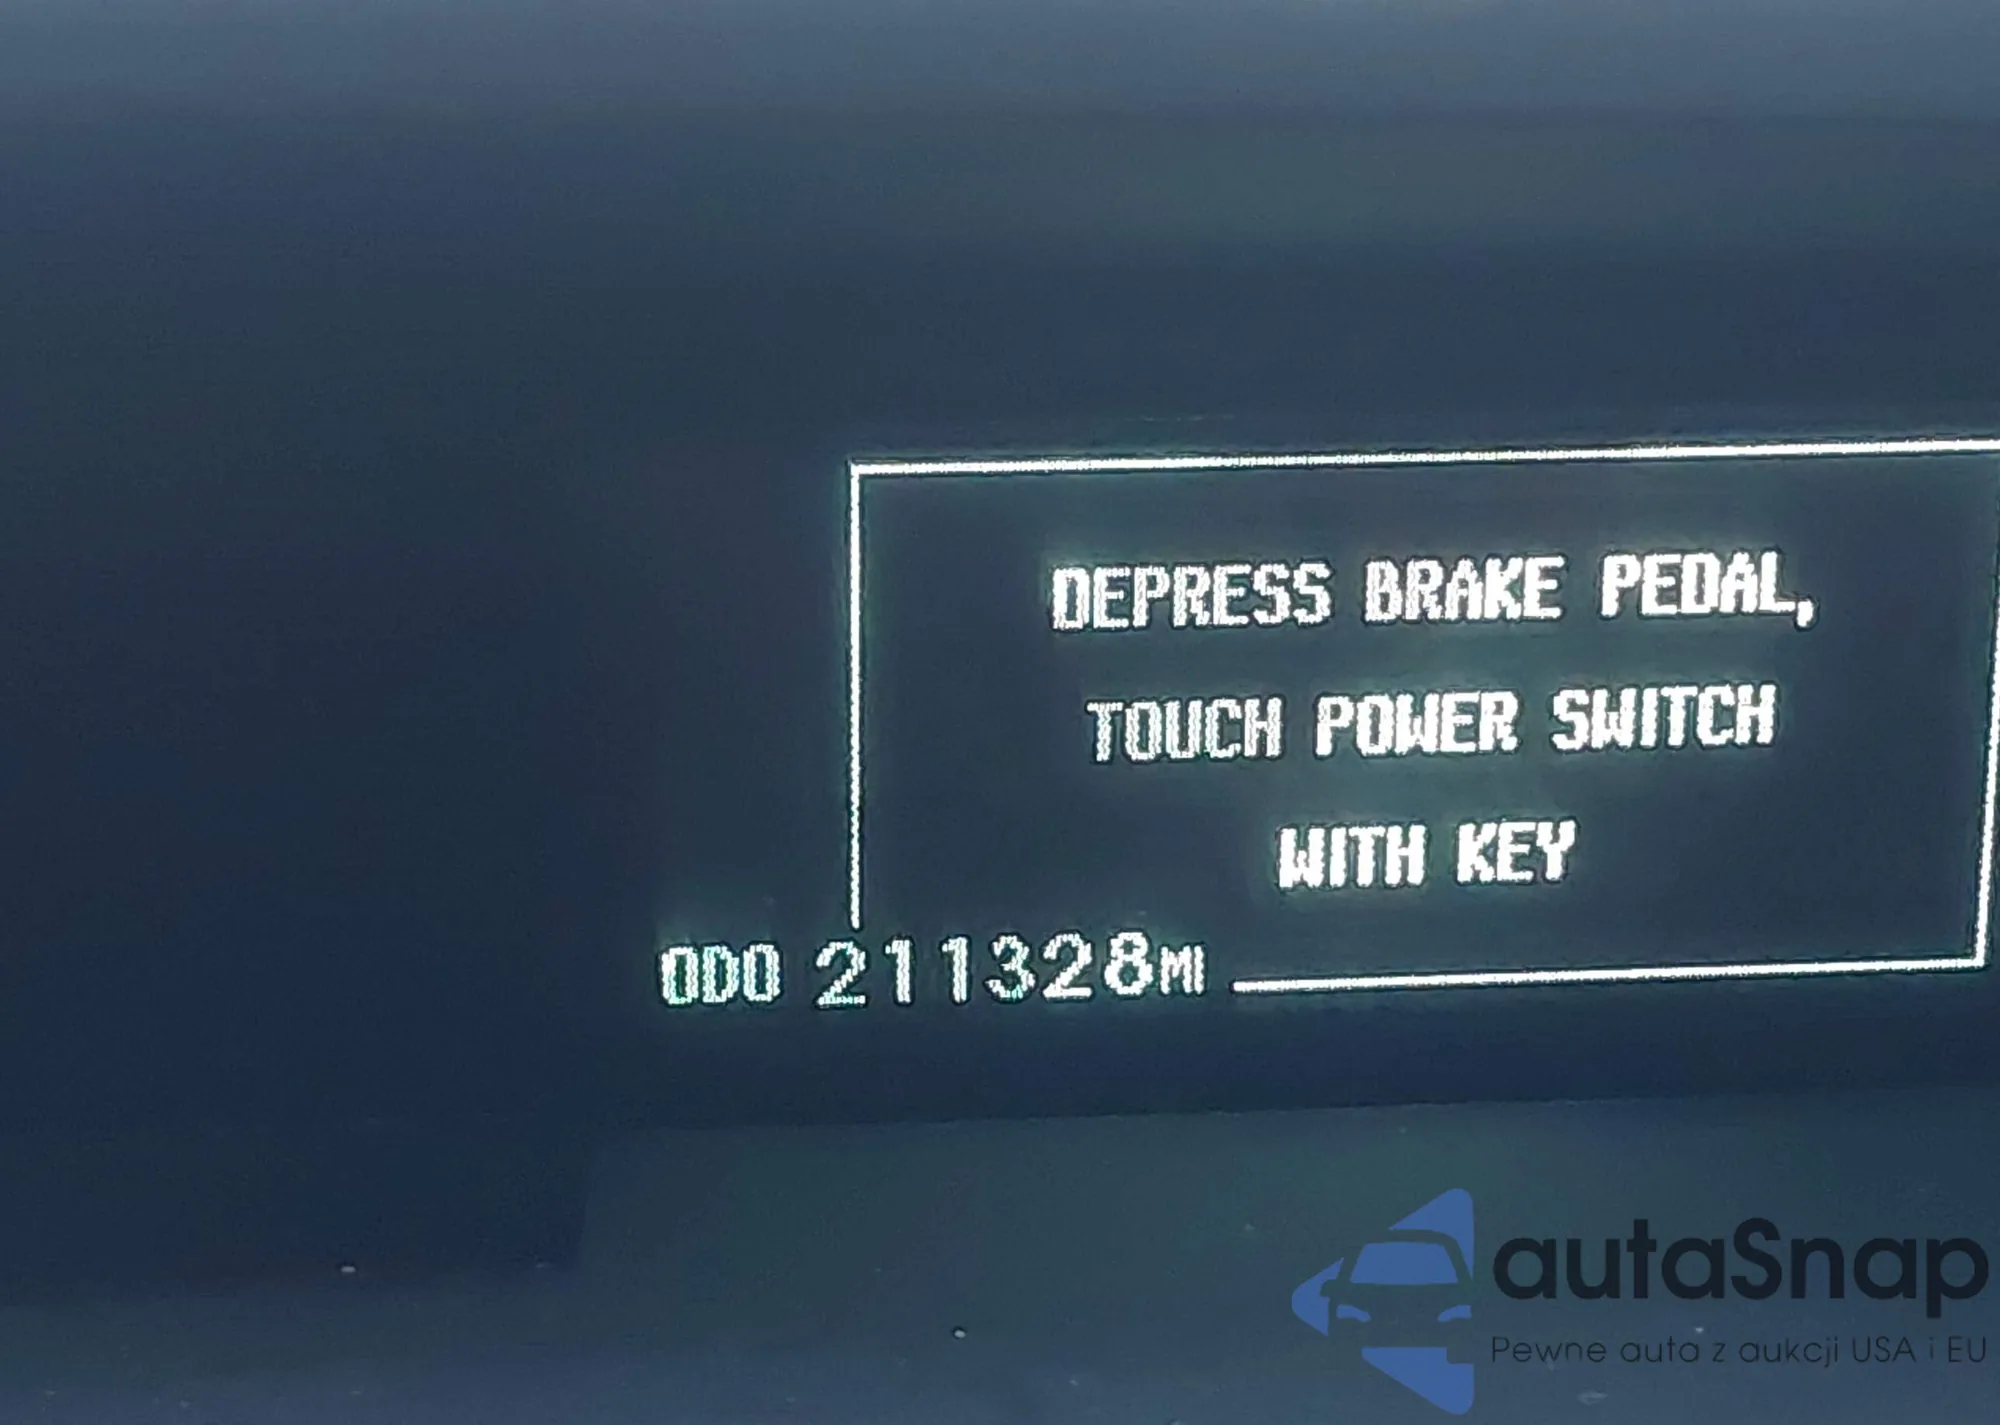 DEPRESS BRAKE PEDAL,
TOUCH POWER SWITCH
WITH KEY
ODO 211328MI
autaSnap
Pewne auta z aukcji USA i EU